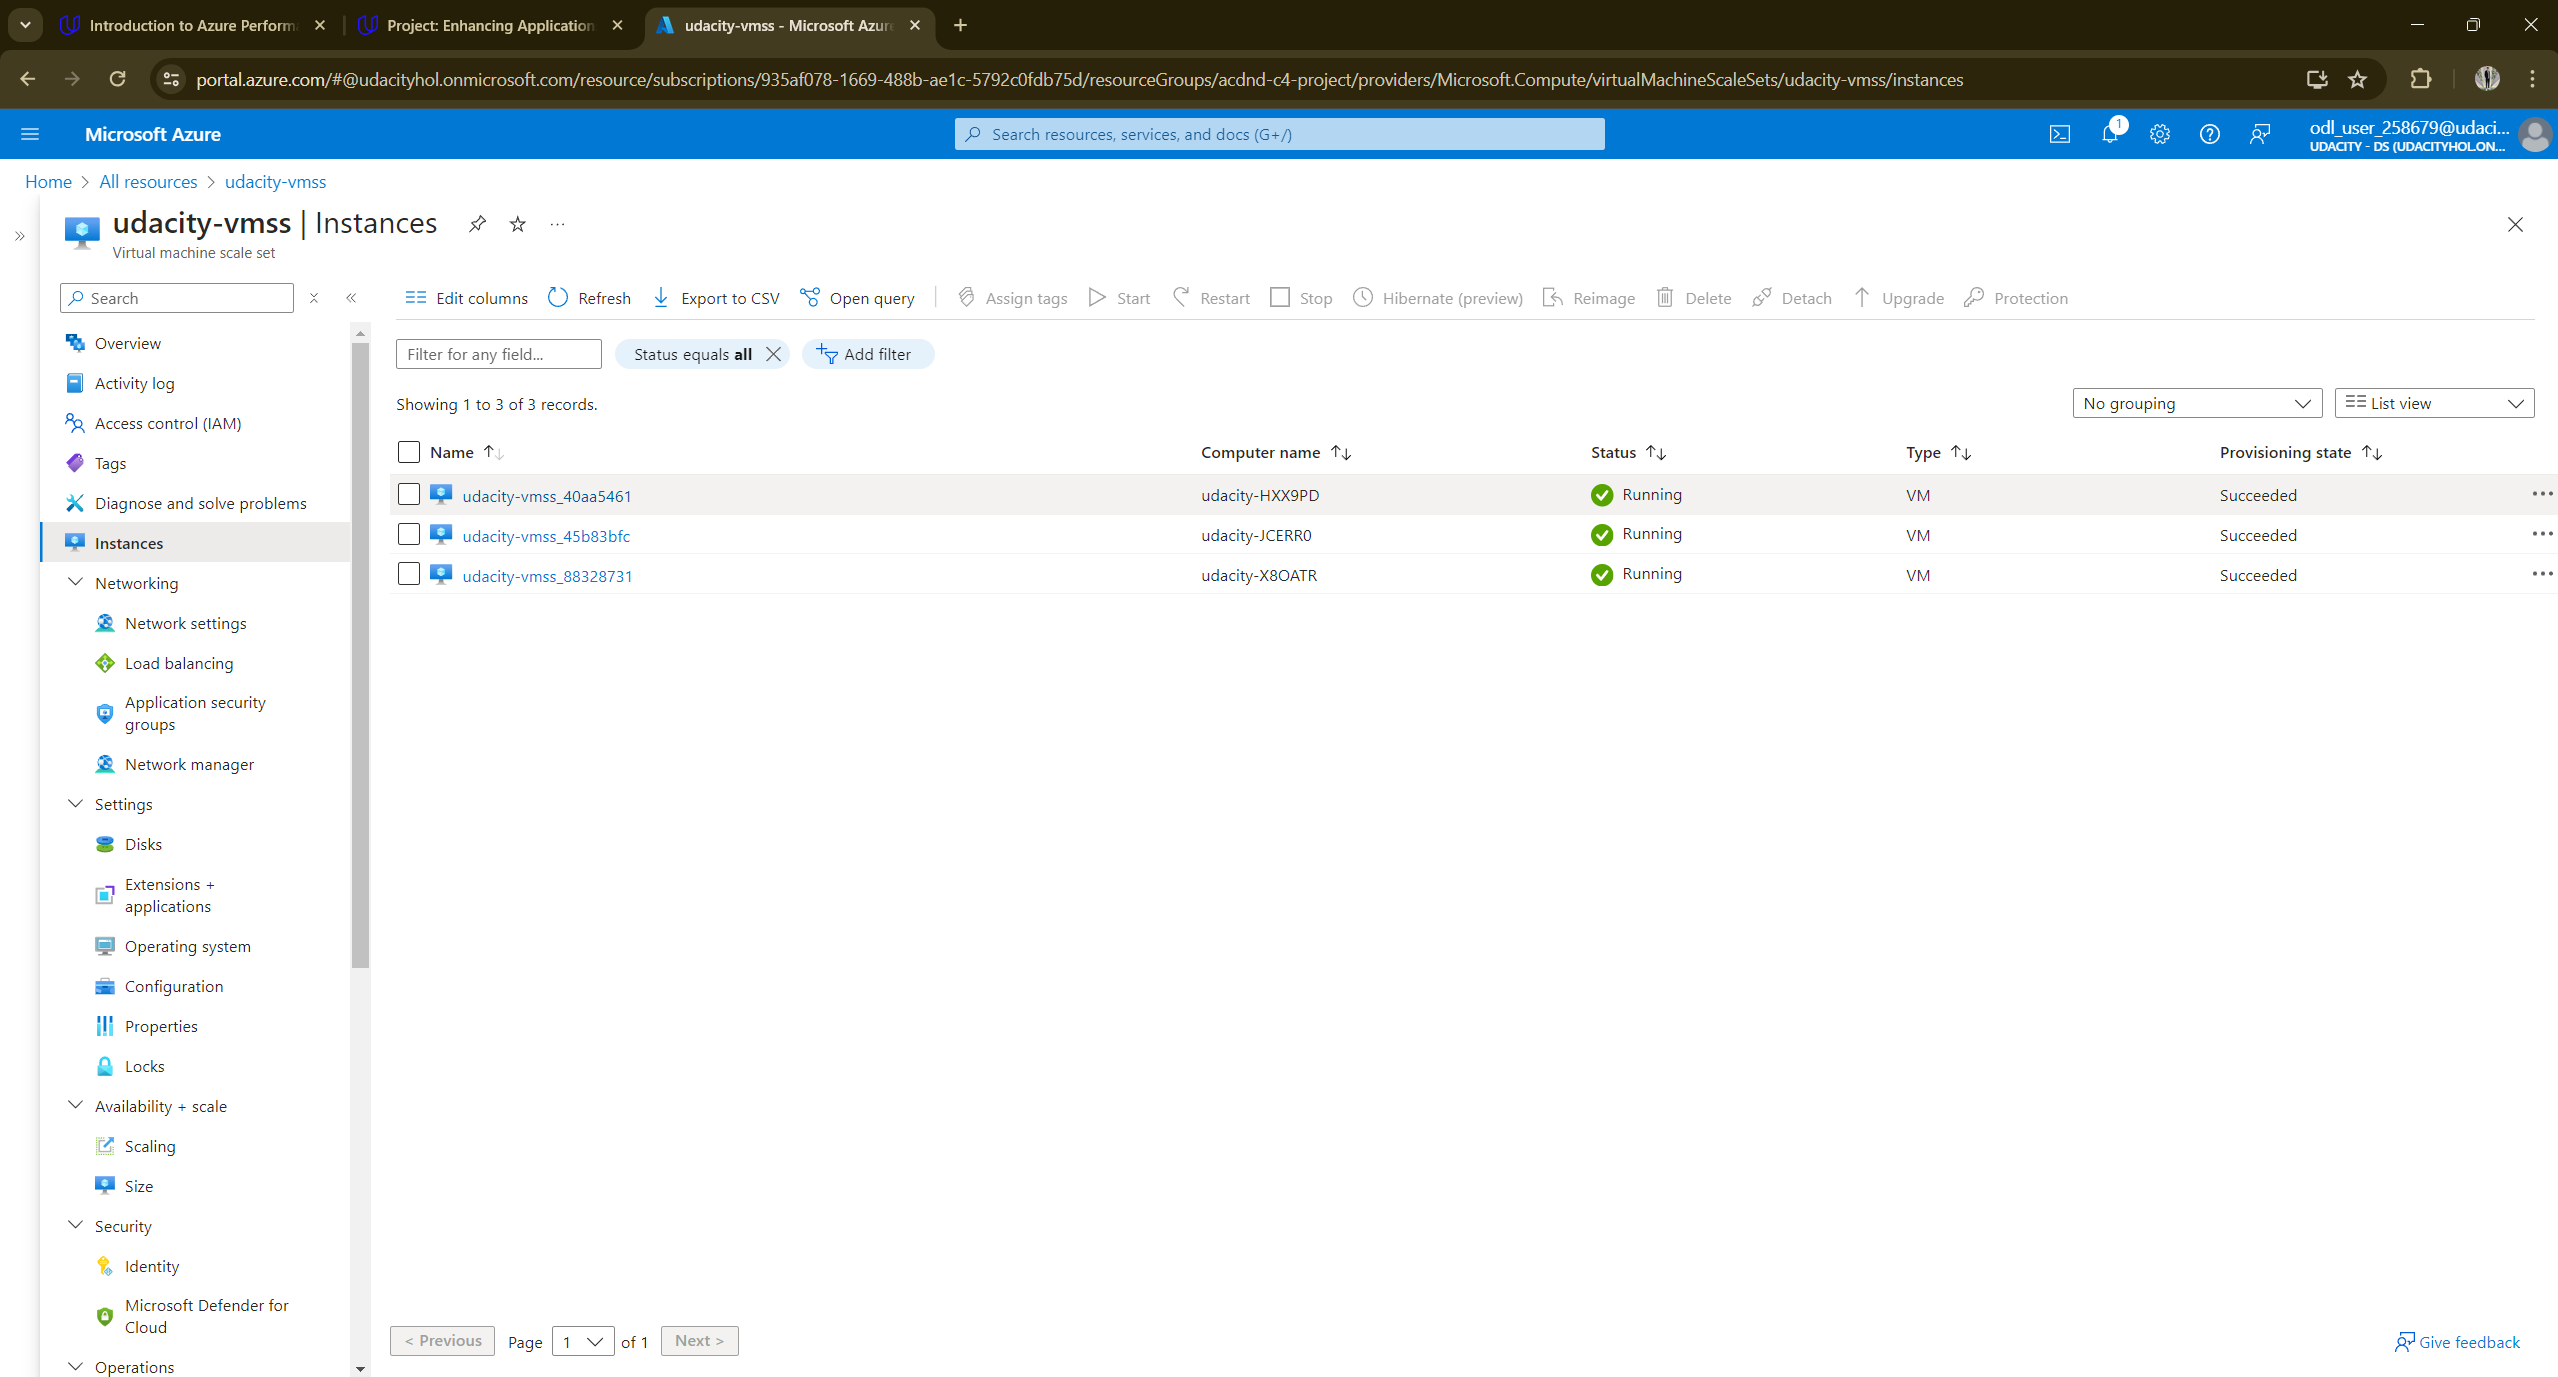 Introduction to Azure Perform
Project: Enhancing Application
udacity-vmss - Microsoft Azur
portal.azure.com/#@udacityhol.onmicrosoft.com/resource/subscriptions/935af078-1669-488b-ae1c-5792c0fdb75d/resourceGroups/acdnd-c4-project/providers/Microsoft.Compute/virtualMachineScaleSets/udacity-vmss/instances
Microsoft Azure
Search resources, services, and docs (G+/)
1
odl_user_258679@udaci...
UDACITY - DS (UDACITYHOL.ON...
Home > All resources > udacity-vmss
udacity-vmss | Instances
Virtual machine scale set
Search
Overview
Activity log
Access control (IAM)
Tags
Diagnose and solve problems
Instances
Networking
Network settings
Load balancing
Application security
groups
Network manager
Settings
Disks
Extensions +
applications
Operating system
Configuration
Properties
Locks
Availability + scale
Scaling
Size
Security
Identity
Microsoft Defender for
Cloud
Operations
Edit columns Refresh Export to CSV Open query Assign tags Start Restart Stop Hibernate (preview) Reimage Delete Detach Upgrade Protection
Filter for any field...
Status equals all
Add filter
Showing 1 to 3 of 3 records.
No grouping
List view
Name Computer name Status Type Provisioning state
udacity-vmss_40aa5461 udacity-HXX9PD Running VM Succeeded
udacity-vmss_45b83bfc udacity-JCERR0 Running VM Succeeded
udacity-vmss_88328731 udacity-X8OATR Running VM Succeeded
< Previous Page 1 of 1 Next >
Give feedback